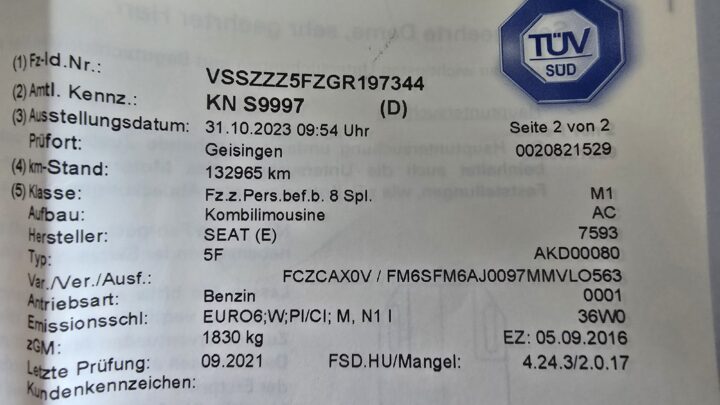 TÜV
SÜD
(1) Fz-Id.Nr.: VSSZZZ5FZGR197344
(2) Amtl. Kennz.: KN S9997 (D)
(3) Ausstellungsdatum: 31.10.2023 09:54 Uhr Seite 2 von 2
Prüfort: Geisingen 0020821529
(4) km-Stand: 132965 km
(5) Klasse: Fz.z.Pers.bef.b. 8 Spl. M1
Aufbau: Kombilimousine AC
Hersteller: SEAT (E) 7593
Typ: 5F AKD00080
Var./Ver./Ausf.: FCZCAX0V / FM6SFM6AJ0097MMVLO563
Antriebsart: Benzin 0001
Emissionsschl: EURO6;W;PI/CI; M, N1 I 36W0
zGM: 1830 kg EZ: 05.09.2016
Letzte Prüfung: 09.2021 FSD.HU/Mangel: 4.24.3/2.0.17
Kundenkennzeichen: